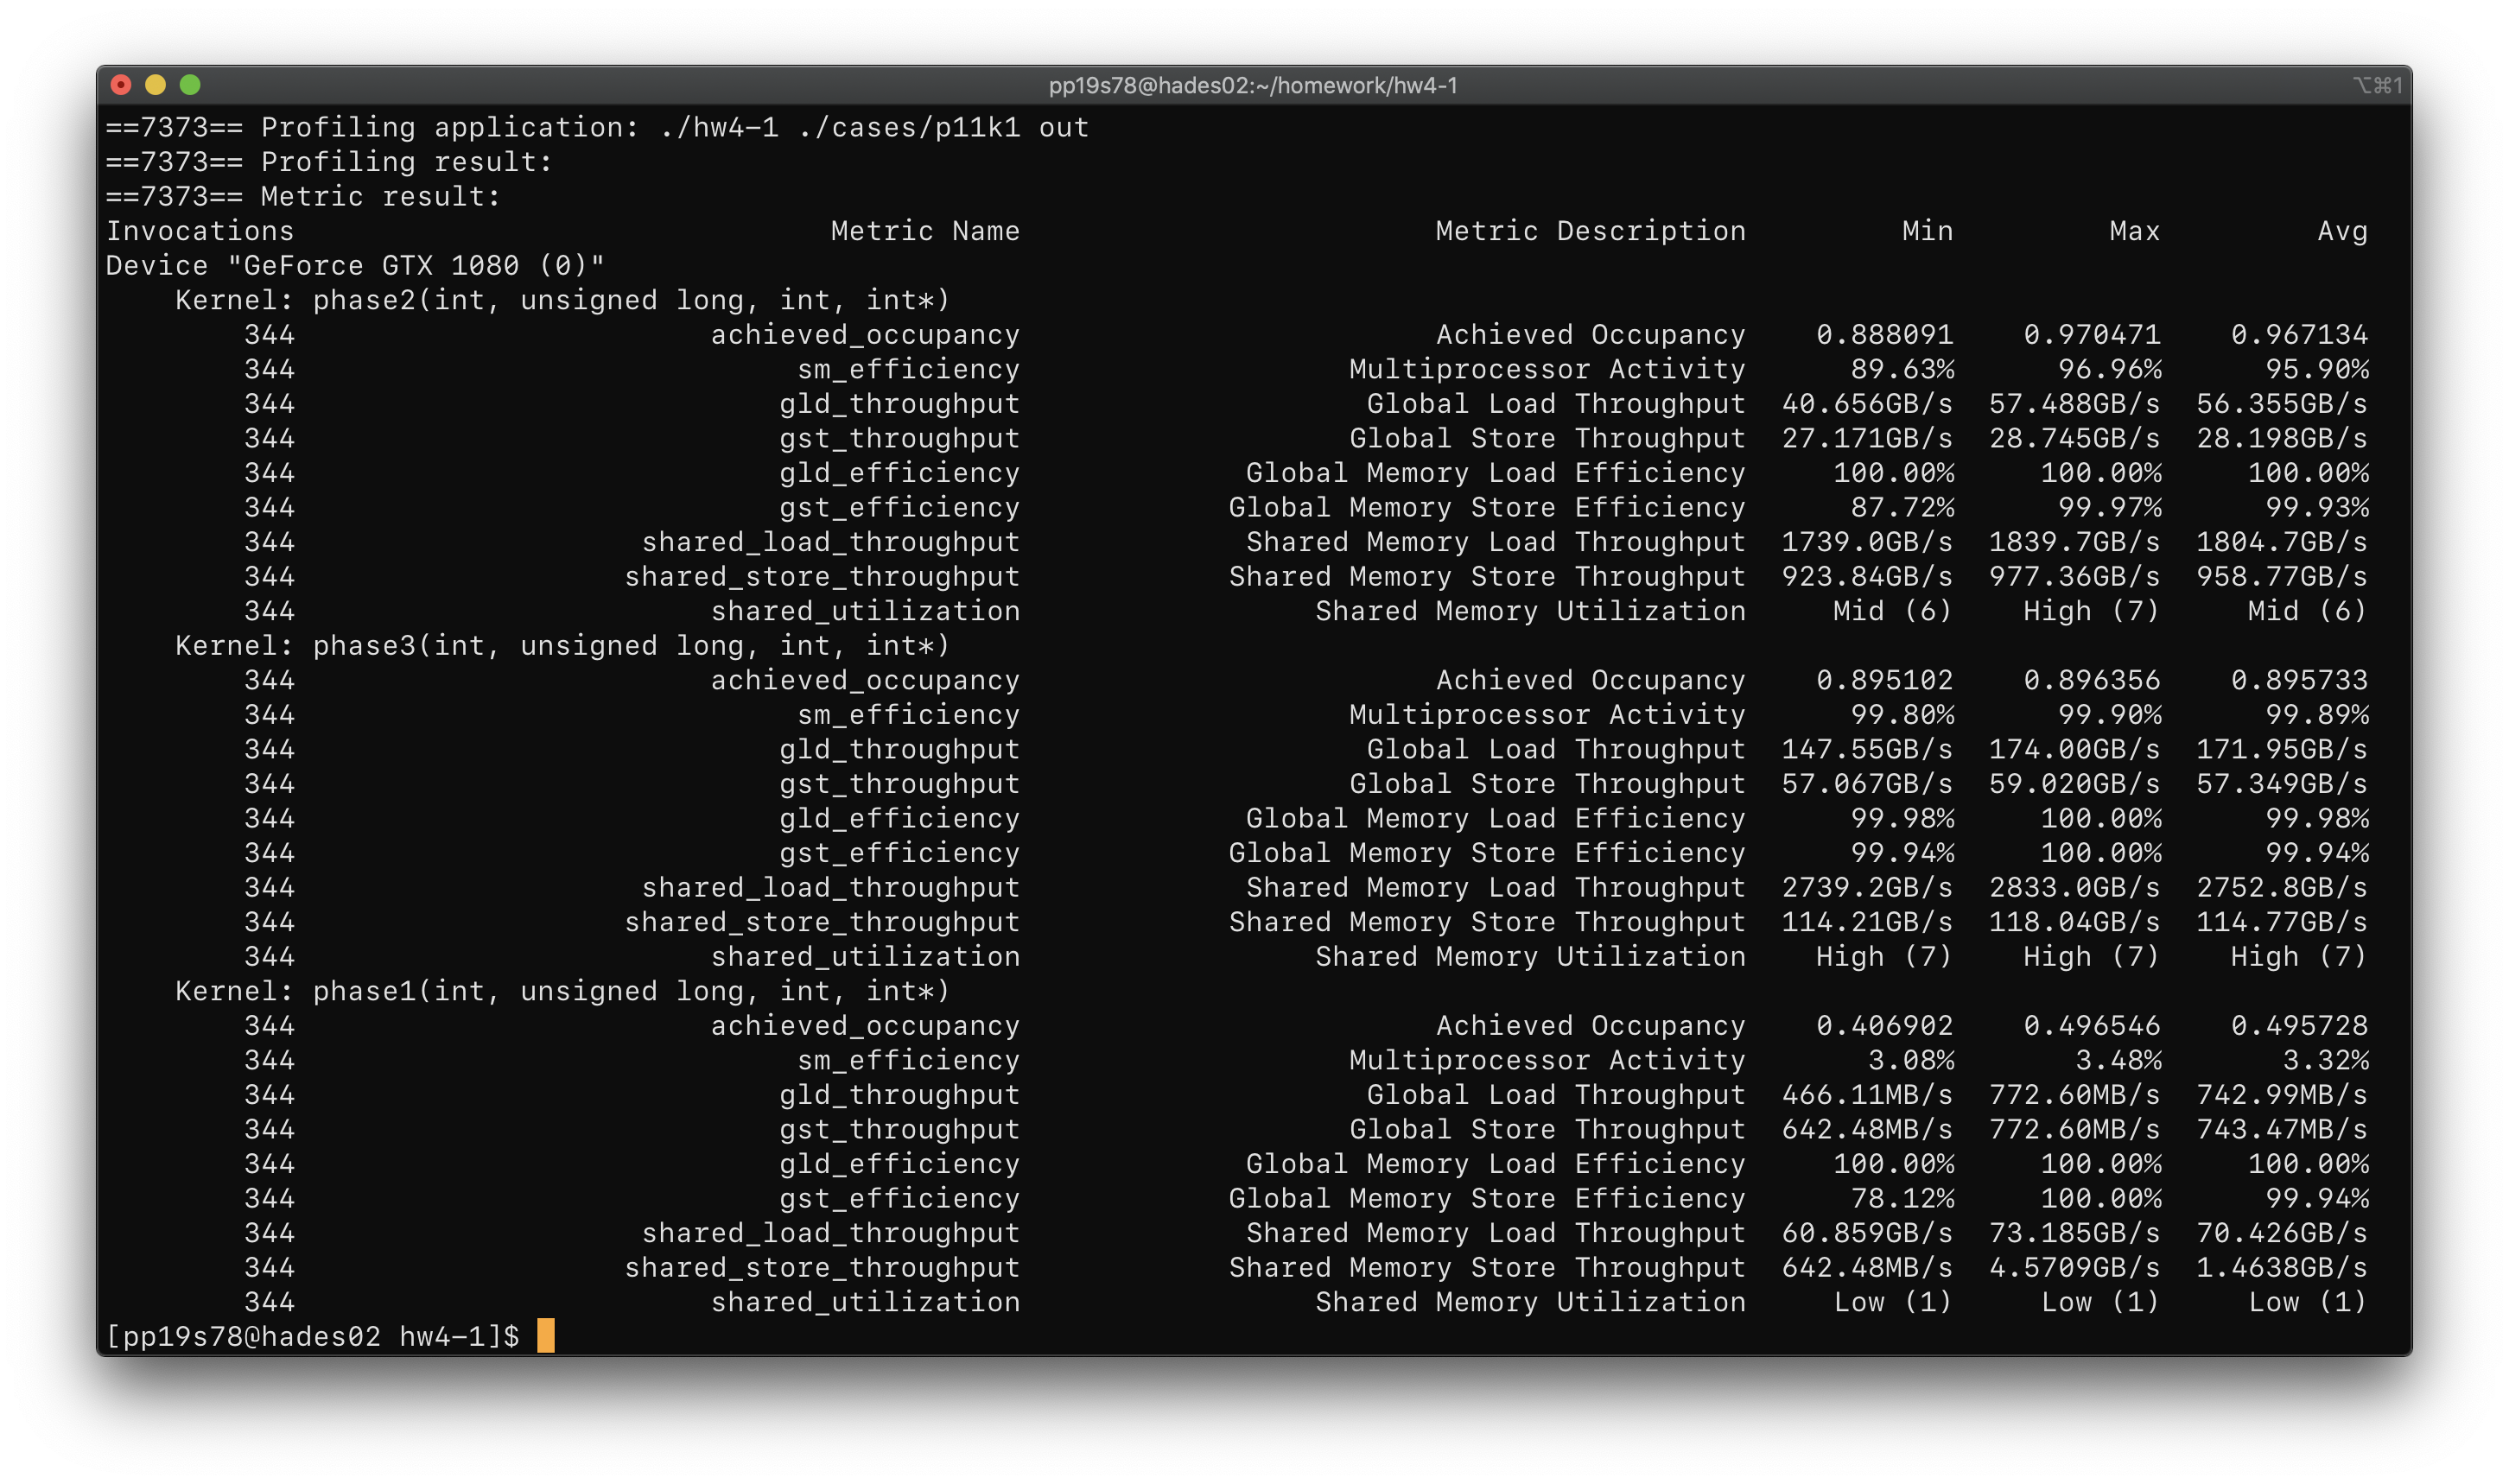 pp19s78@hades02:~/homework/hw4-1 ⌥⌘1
==7373== Profiling application: ./hw4-1 ./cases/p11k1 out
==7373== Profiling result:
==7373== Metric result:
Invocations Metric Name Metric Description Min Max Avg
Device "GeForce GTX 1080 (0)"
Kernel: phase2(int, unsigned long, int, int*)
344 achieved_occupancy Achieved Occupancy 0.888091 0.970471 0.967134
344 sm_efficiency Multiprocessor Activity 89.63% 96.96% 95.90%
344 gld_throughput Global Load Throughput 40.656GB/s 57.488GB/s 56.355GB/s
344 gst_throughput Global Store Throughput 27.171GB/s 28.745GB/s 28.198GB/s
344 gld_efficiency Global Memory Load Efficiency 100.00% 100.00% 100.00%
344 gst_efficiency Global Memory Store Efficiency 87.72% 99.97% 99.93%
344 shared_load_throughput Shared Memory Load Throughput 1739.0GB/s 1839.7GB/s 1804.7GB/s
344 shared_store_throughput Shared Memory Store Throughput 923.84GB/s 977.36GB/s 958.77GB/s
344 shared_utilization Shared Memory Utilization Mid (6) High (7) Mid (6)
Kernel: phase3(int, unsigned long, int, int*)
344 achieved_occupancy Achieved Occupancy 0.895102 0.896356 0.895733
344 sm_efficiency Multiprocessor Activity 99.80% 99.90% 99.89%
344 gld_throughput Global Load Throughput 147.55GB/s 174.00GB/s 171.95GB/s
344 gst_throughput Global Store Throughput 57.067GB/s 59.020GB/s 57.349GB/s
344 gld_efficiency Global Memory Load Efficiency 99.98% 100.00% 99.98%
344 gst_efficiency Global Memory Store Efficiency 99.94% 100.00% 99.94%
344 shared_load_throughput Shared Memory Load Throughput 2739.2GB/s 2833.0GB/s 2752.8GB/s
344 shared_store_throughput Shared Memory Store Throughput 114.21GB/s 118.04GB/s 114.77GB/s
344 shared_utilization Shared Memory Utilization High (7) High (7) High (7)
Kernel: phase1(int, unsigned long, int, int*)
344 achieved_occupancy Achieved Occupancy 0.406902 0.496546 0.495728
344 sm_efficiency Multiprocessor Activity 3.08% 3.48% 3.32%
344 gld_throughput Global Load Throughput 466.11MB/s 772.60MB/s 742.99MB/s
344 gst_throughput Global Store Throughput 642.48MB/s 772.60MB/s 743.47MB/s
344 gld_efficiency Global Memory Load Efficiency 100.00% 100.00% 100.00%
344 gst_efficiency Global Memory Store Efficiency 78.12% 100.00% 99.94%
344 shared_load_throughput Shared Memory Load Throughput 60.859GB/s 73.185GB/s 70.426GB/s
344 shared_store_throughput Shared Memory Store Throughput 642.48MB/s 4.5709GB/s 1.4638GB/s
344 shared_utilization Shared Memory Utilization Low (1) Low (1) Low (1)
[pp19s78@hades02 hw4-1]$